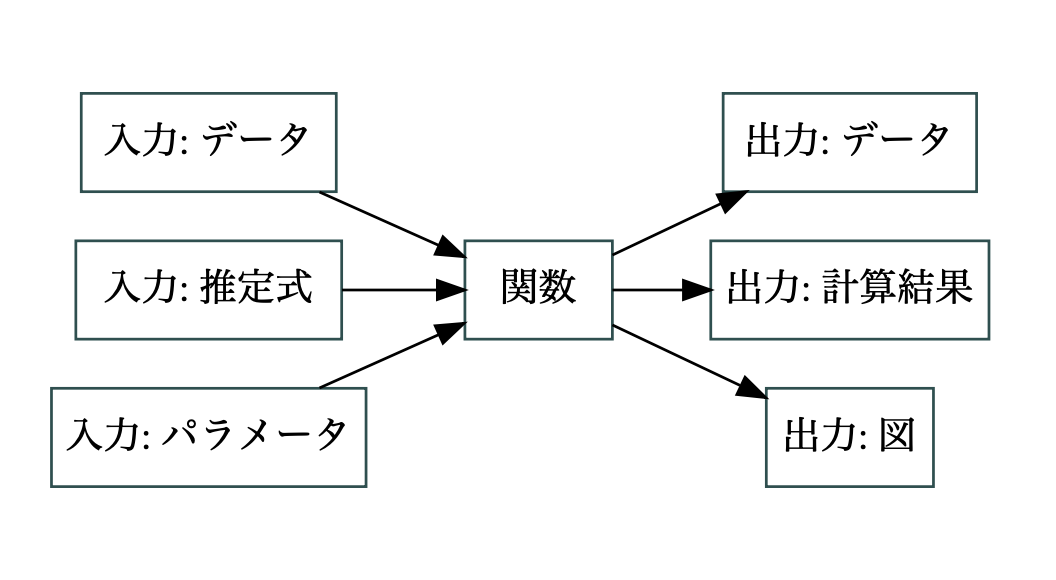 入力: データ
入力: 推定式
入力: パラメータ
関数
出力: データ
出力: 計算結果
出力: 図